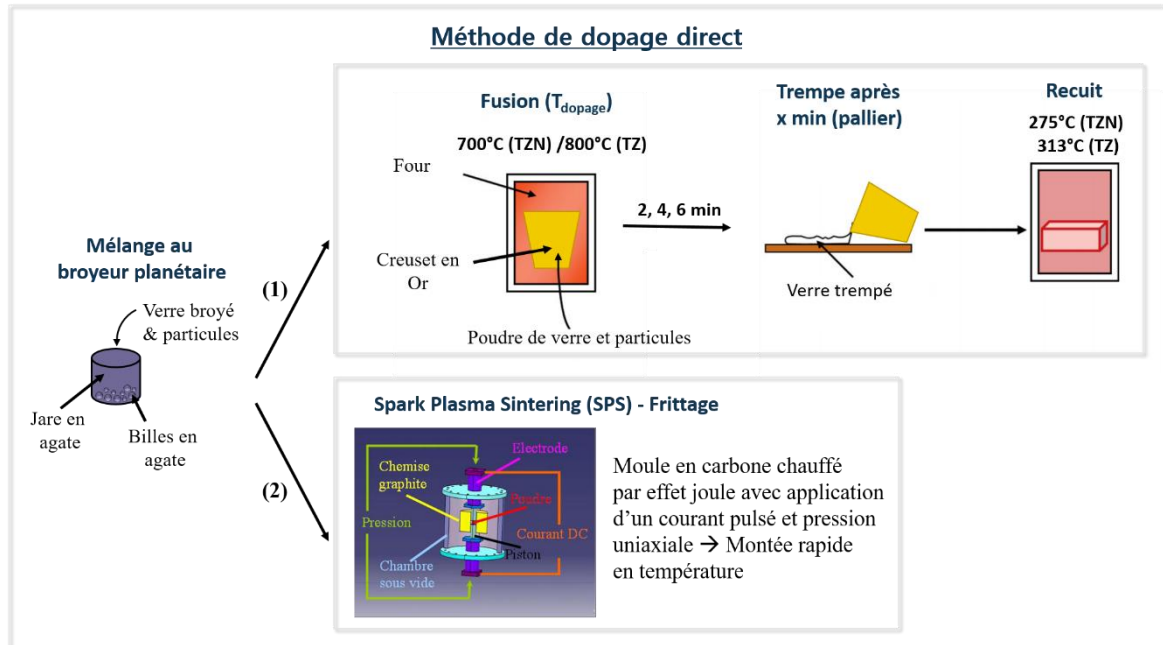 Méthode de dopage direct
Mélange au
broyeur planétaire
Verre broyé
& particules
Jare en
agate
Billes en
agate
(1)
(2)
Fusion (Tdopage)
700°C (TZN) /800°C (TZ)
Four
Creuset en
Or
Poudre de verre et particules
2, 4, 6 min
Trempe après
x min (pallier)
Verre trempé
Recuit
275°C (TZN)
313°C (TZ)
Spark Plasma Sintering (SPS) - Frittage
Electrode
Chemise
graphite
Poudre
Pression
Courant DC
Piston
Chambre
sous vide
Moule en carbone chauffé
par effet joule avec application
d'un courant pulsé et pression
uniaxiale → Montée rapide
en température